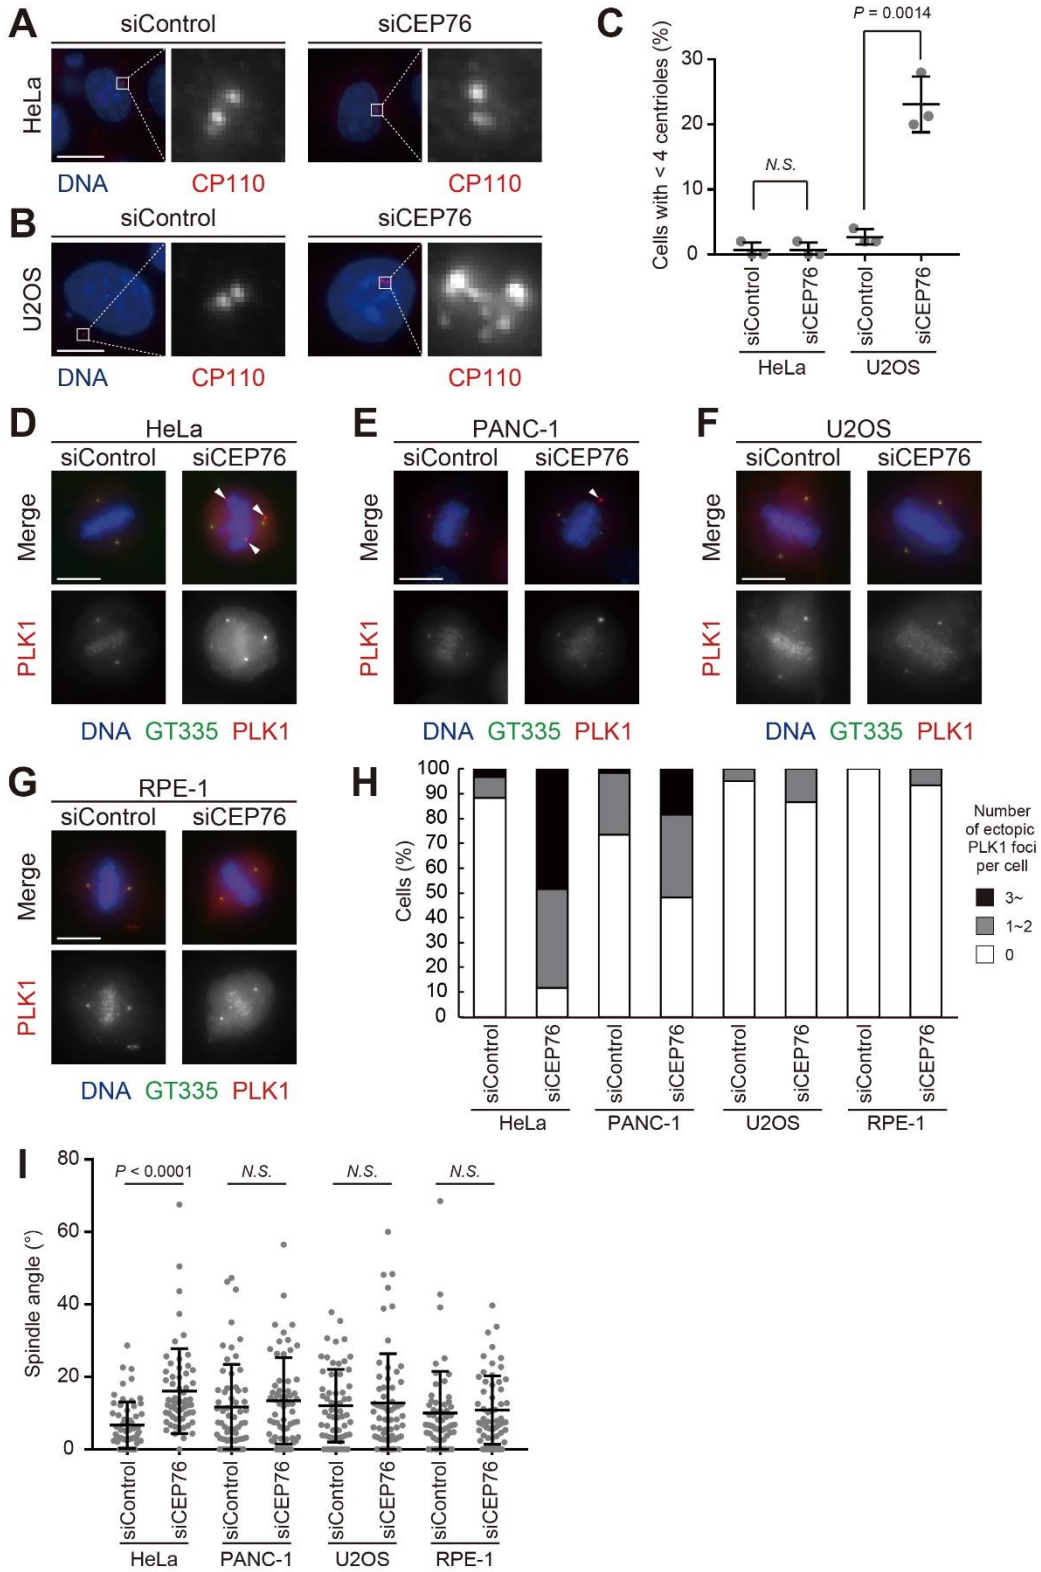 A
siControl
siCEP76
HeLa
DNA
CP110
CP110
B
siControl
siCEP76
U2OS
DNA
CP110
CP110
C
P = 0.0014
Cells with < 4 centrioles (%)
30
20
10
0
N.S.
siControl
siCEP76
siControl
siCEP76
HeLa
U2OS
D
HeLa
siControl
siCEP76
Merge
PLK1
DNA GT335 PLK1
E
PANC-1
siControl
siCEP76
Merge
PLK1
DNA GT335 PLK1
F
U2OS
siControl
siCEP76
Merge
PLK1
DNA GT335 PLK1
G
RPE-1
siControl
siCEP76
Merge
PLK1
DNA GT335 PLK1
H
Cells (%)
100
90
80
70
60
50
40
30
20
10
0
siControl
siCEP76
siControl
siCEP76
siControl
siCEP76
siControl
siCEP76
HeLa
PANC-1
U2OS
RPE-1
Number
of ectopic
PLK1 foci
per cell
3~
1~2
0
I
Spindle angle (°)
80
60
40
20
0
P < 0.0001
N.S.
N.S.
N.S.
siControl
siCEP76
siControl
siCEP76
siControl
siCEP76
siControl
siCEP76
HeLa
PANC-1
U2OS
RPE-1